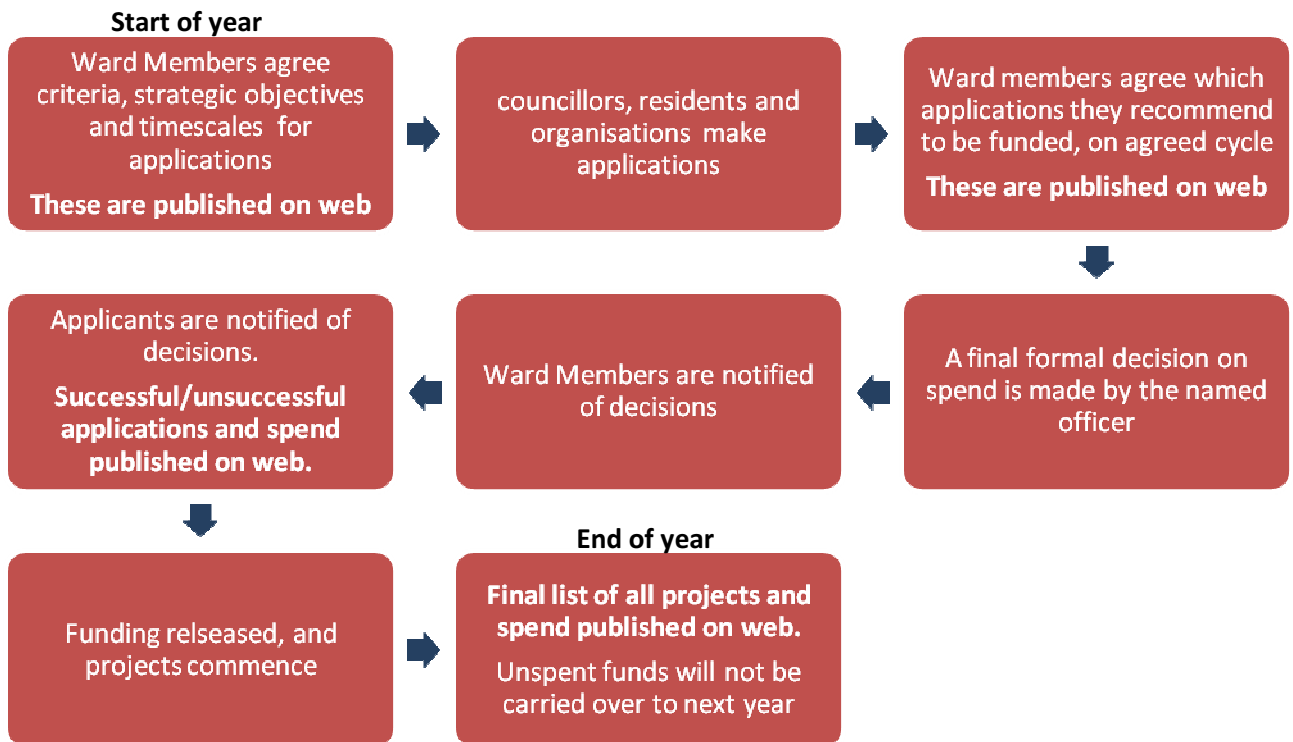 Start of year
Ward Members agree
criteria, strategic objectives
and timescales for
applications
These are published on web
councillors, residents and
organisations make
applications
Ward members agree which
applications they recommend
to be funded, on agreed cycle
These are published on web
A final formal decision on
spend is made by the named
officer
Ward Members are notified
of decisions
Applicants are notified of
decisions.
Successful/unsuccessful
applications and spend
published on web.
Funding relseased, and
projects commence
End of year
Final list of all projects and
spend published on web.
Unspent funds will not be
carried over to next year